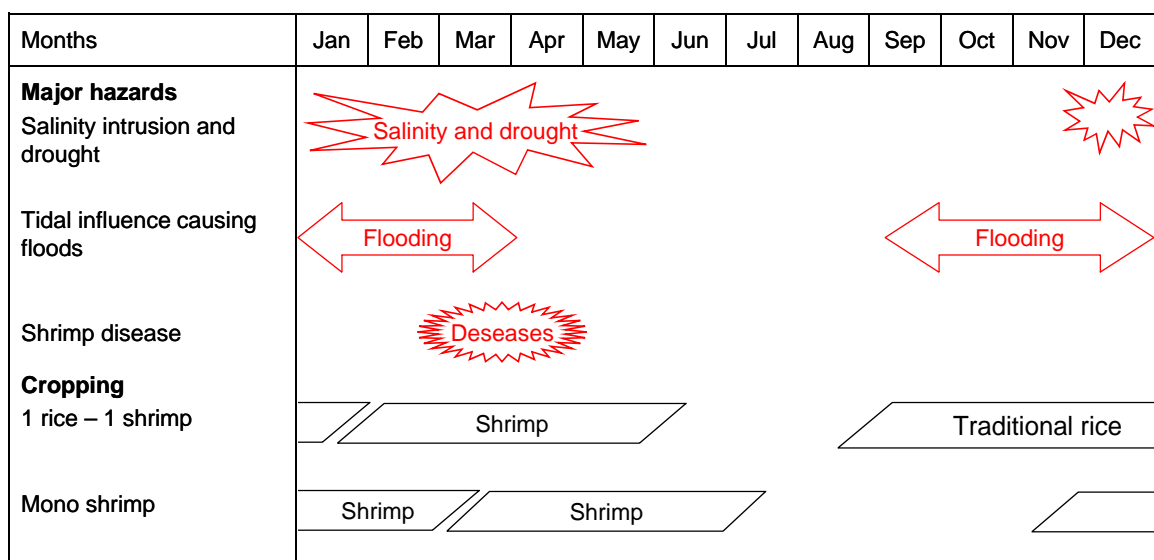 Months Jan Feb Mar Apr May Jun Jul Aug Sep Oct Nov Dec
Major hazards
Salinity intrusion and
drought
Salinity and drought
Tidal influence causing
floods
Flooding Flooding
Shrimp disease
Deseases
Cropping
1 rice – 1 shrimp
Shrimp Traditional rice
Mono shrimp
Shrimp Shrimp